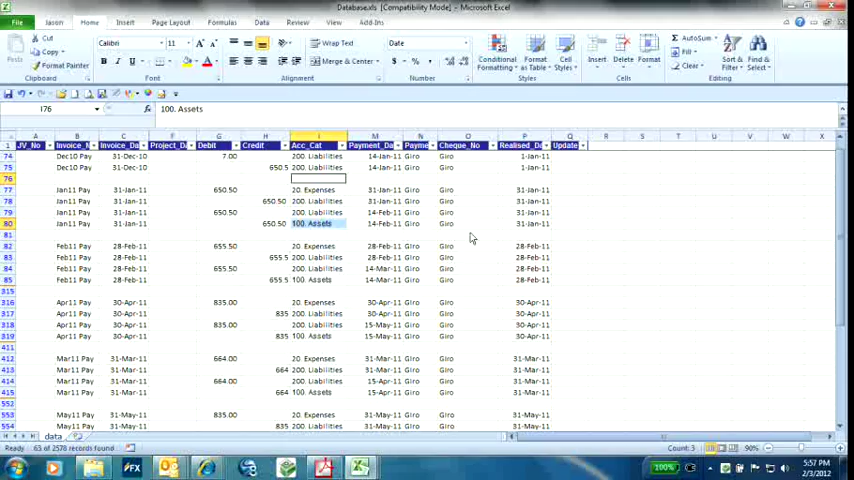 Database.xls [Compatibility Mode] - Microsoft Excel
File Jason Home Insert Page Layout Formulas Data Review View Add-Ins
Cut
Copy
Format Painter
Clipboard
Calibri 11
B I U
Font
Wrap Text
Merge & Center
Alignment
Date
$ % ,
Number
Conditional Formatting
Format as Table
Cell Styles
Styles
Insert Delete Format
Cells
AutoSum
Fill
Clear
Sort & Filter
Find & Select
Editing
I76 fx 100. Assets
A B C F G H I M N O P Q R S T U V W X
1 JV_No Invoice_N Invoice_Da Project_Da Debit Credit Acc_Cat Payment_Da Payme Cheque_No Realised_Da Update
74 Dec10 Pay 31-Dec-10 7.00 200. Liabilities 14-Jan-11 Giro Giro 1-Jan-11
75 Dec10 Pay 31-Dec-10 650.5 200. Liabilities 14-Jan-11 Giro Giro 1-Jan-11
76
77 Jan11 Pay 31-Jan-11 650.50 20. Expenses 31-Jan-11 Giro Giro 31-Jan-11
78 Jan11 Pay 31-Jan-11 650.50 200. Liabilities 31-Jan-11 Giro Giro 31-Jan-11
79 Jan11 Pay 31-Jan-11 650.50 200. Liabilities 14-Feb-11 Giro Giro 31-Jan-11
80 Jan11 Pay 31-Jan-11 650.50 100. Assets 14-Feb-11 Giro Giro 31-Jan-11
81
82 Feb11 Pay 28-Feb-11 655.50 20. Expenses 28-Feb-11 Giro Giro 28-Feb-11
83 Feb11 Pay 28-Feb-11 655.5 200. Liabilities 28-Feb-11 Giro Giro 28-Feb-11
84 Feb11 Pay 28-Feb-11 655.50 200. Liabilities 14-Mar-11 Giro Giro 28-Feb-11
85 Feb11 Pay 28-Feb-11 655.5 100. Assets 14-Mar-11 Giro Giro 28-Feb-11
315
316 Apr11 Pay 30-Apr-11 835.00 20. Expenses 30-Apr-11 Giro Giro 30-Apr-11
317 Apr11 Pay 30-Apr-11 835 200. Liabilities 30-Apr-11 Giro Giro 30-Apr-11
318 Apr11 Pay 30-Apr-11 835.00 200. Liabilities 15-May-11 Giro Giro 30-Apr-11
319 Apr11 Pay 30-Apr-11 835 100. Assets 15-May-11 Giro Giro 30-Apr-11
411
412 Mar11 Pay 31-Mar-11 664.00 20. Expenses 31-Mar-11 Giro Giro 31-Mar-11
413 Mar11 Pay 31-Mar-11 664 200. Liabilities 31-Mar-11 Giro Giro 31-Mar-11
414 Mar11 Pay 31-Mar-11 664.00 200. Liabilities 15-Apr-11 Giro Giro 31-Mar-11
415 Mar11 Pay 31-Mar-11 664 100. Assets 15-Apr-11 Giro Giro 31-Mar-11
552
553 May11 Pay 31-May-11 835.00 20. Expenses 31-May-11 Giro Giro 31-May-11
554 May11 Pay 31-May-11 835 200. Liabilities 31-May-11 Giro Giro 31-May-11
data
Ready 63 of 2578 records found Count: 3 90%
FX 100% 5:57 PM
2/3/2012